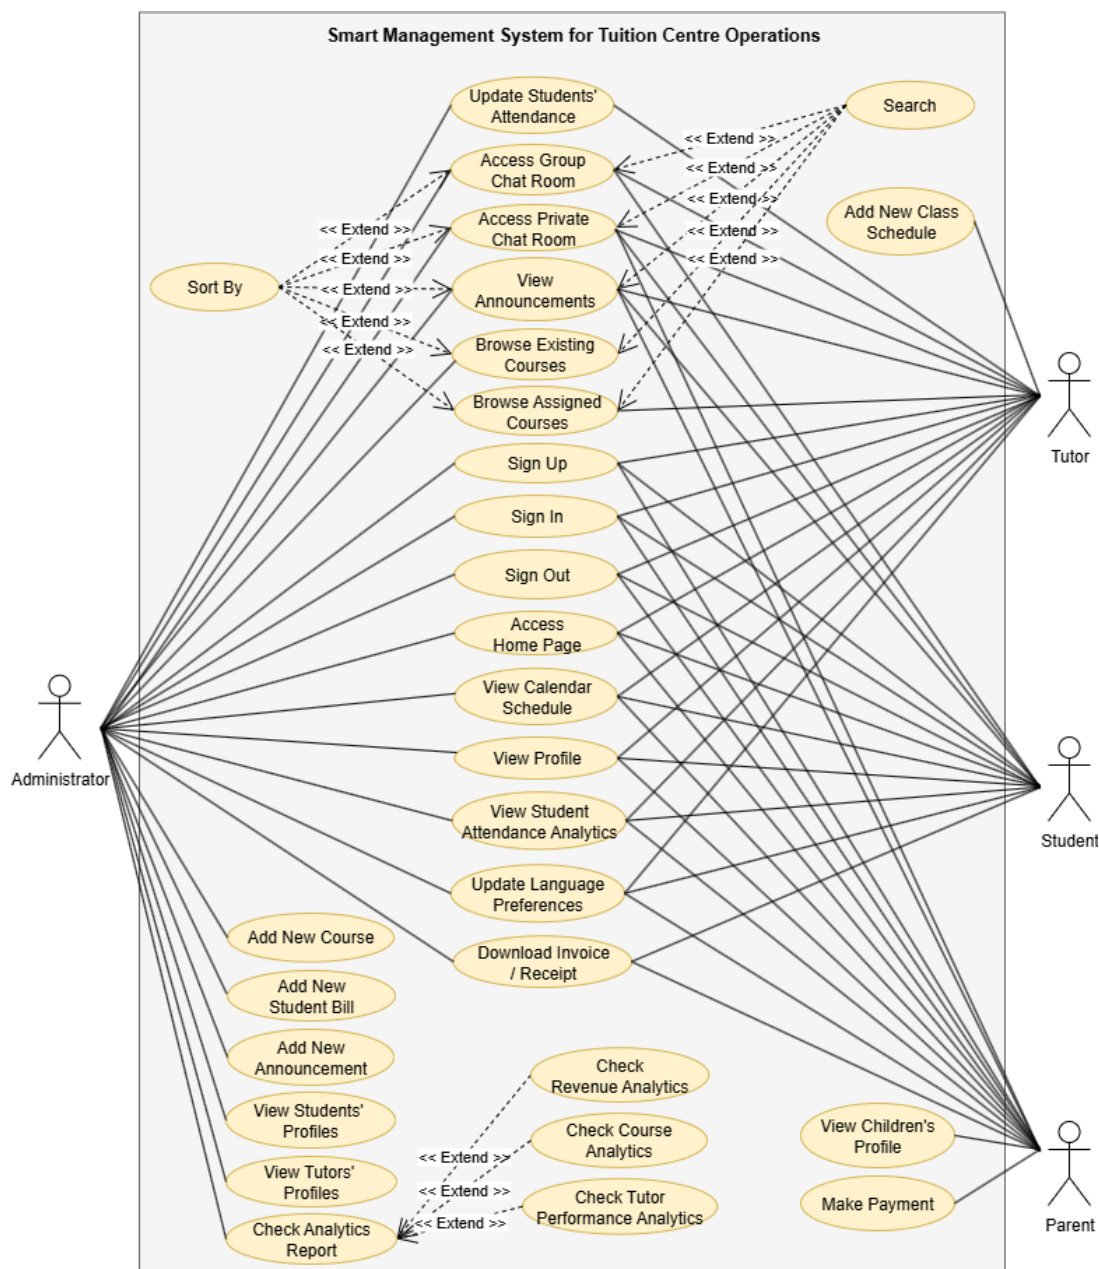 Smart Management System for Tuition Centre Operations
Update Students'
Attendance
Search
<< Extend >>
Access Group
Chat Room
<< Extend >>
<< Extend >>
Add New Class
Schedule
Access Private
Chat Room
<< Extend >>
<< Extend >>
<< Extend >>
<< Extend >>
Sort By
View
Announcements
<< Extend >>
<< Extend >>
<< Extend >>
Browse Existing
Courses
Browse Assigned
Courses
Tutor
Sign Up
Sign In
Sign Out
Access
Home Page
View Calendar
Schedule
Administrator
View Profile
View Student
Attendance Analytics
Student
Update Language
Preferences
Add New Course
Download Invoice
/ Receipt
Add New
Student Bill
Add New
Announcement
Check
Revenue Analytics
View Students'
Profiles
Check Course
Analytics
View Children's
Profile
<< Extend >>
View Tutors'
Profiles
<< Extend >>
Check Tutor
Performance Analytics
Make Payment
<< Extend >>
Check Analytics
Report
Parent